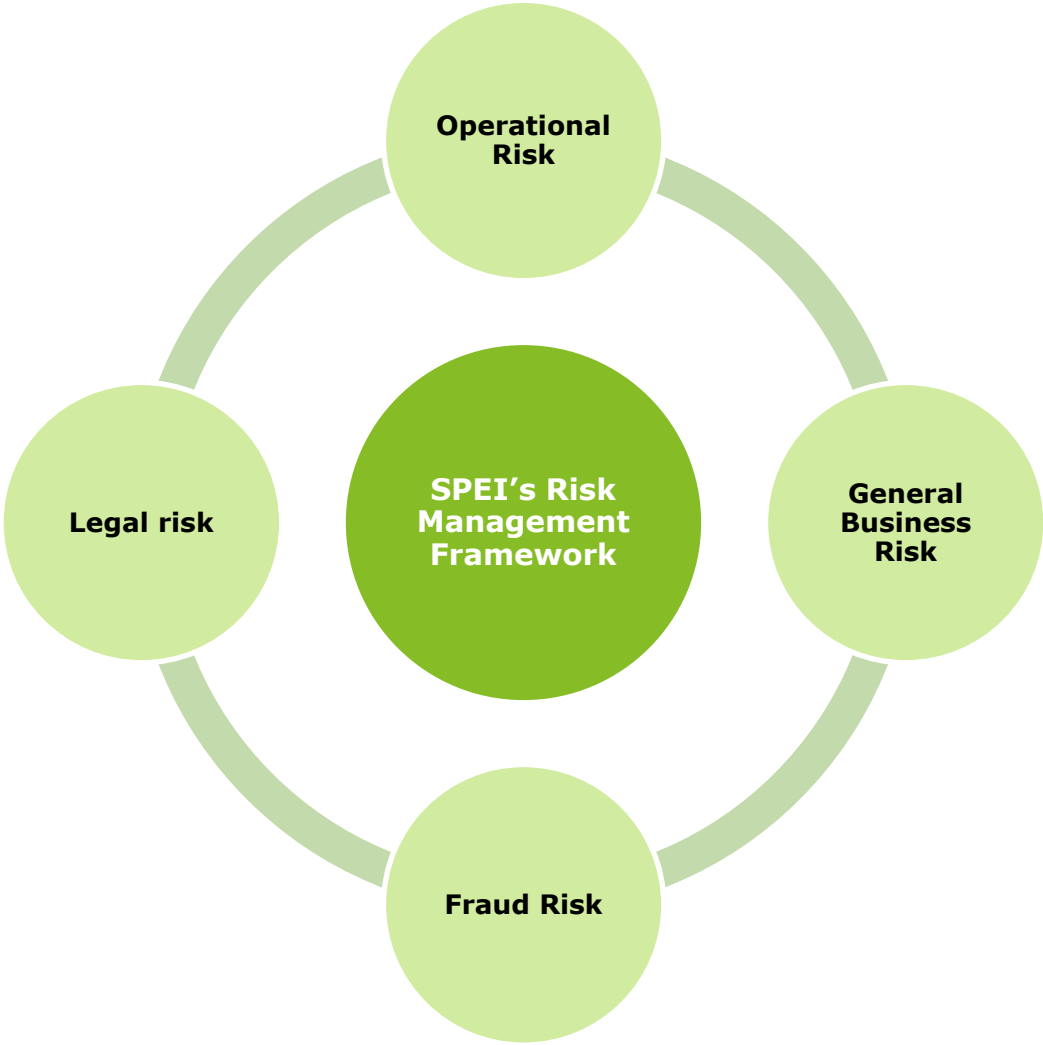 Operational
Risk
Legal risk
SPEI’s Risk
Management
Framework
General
Business
Risk
Fraud Risk